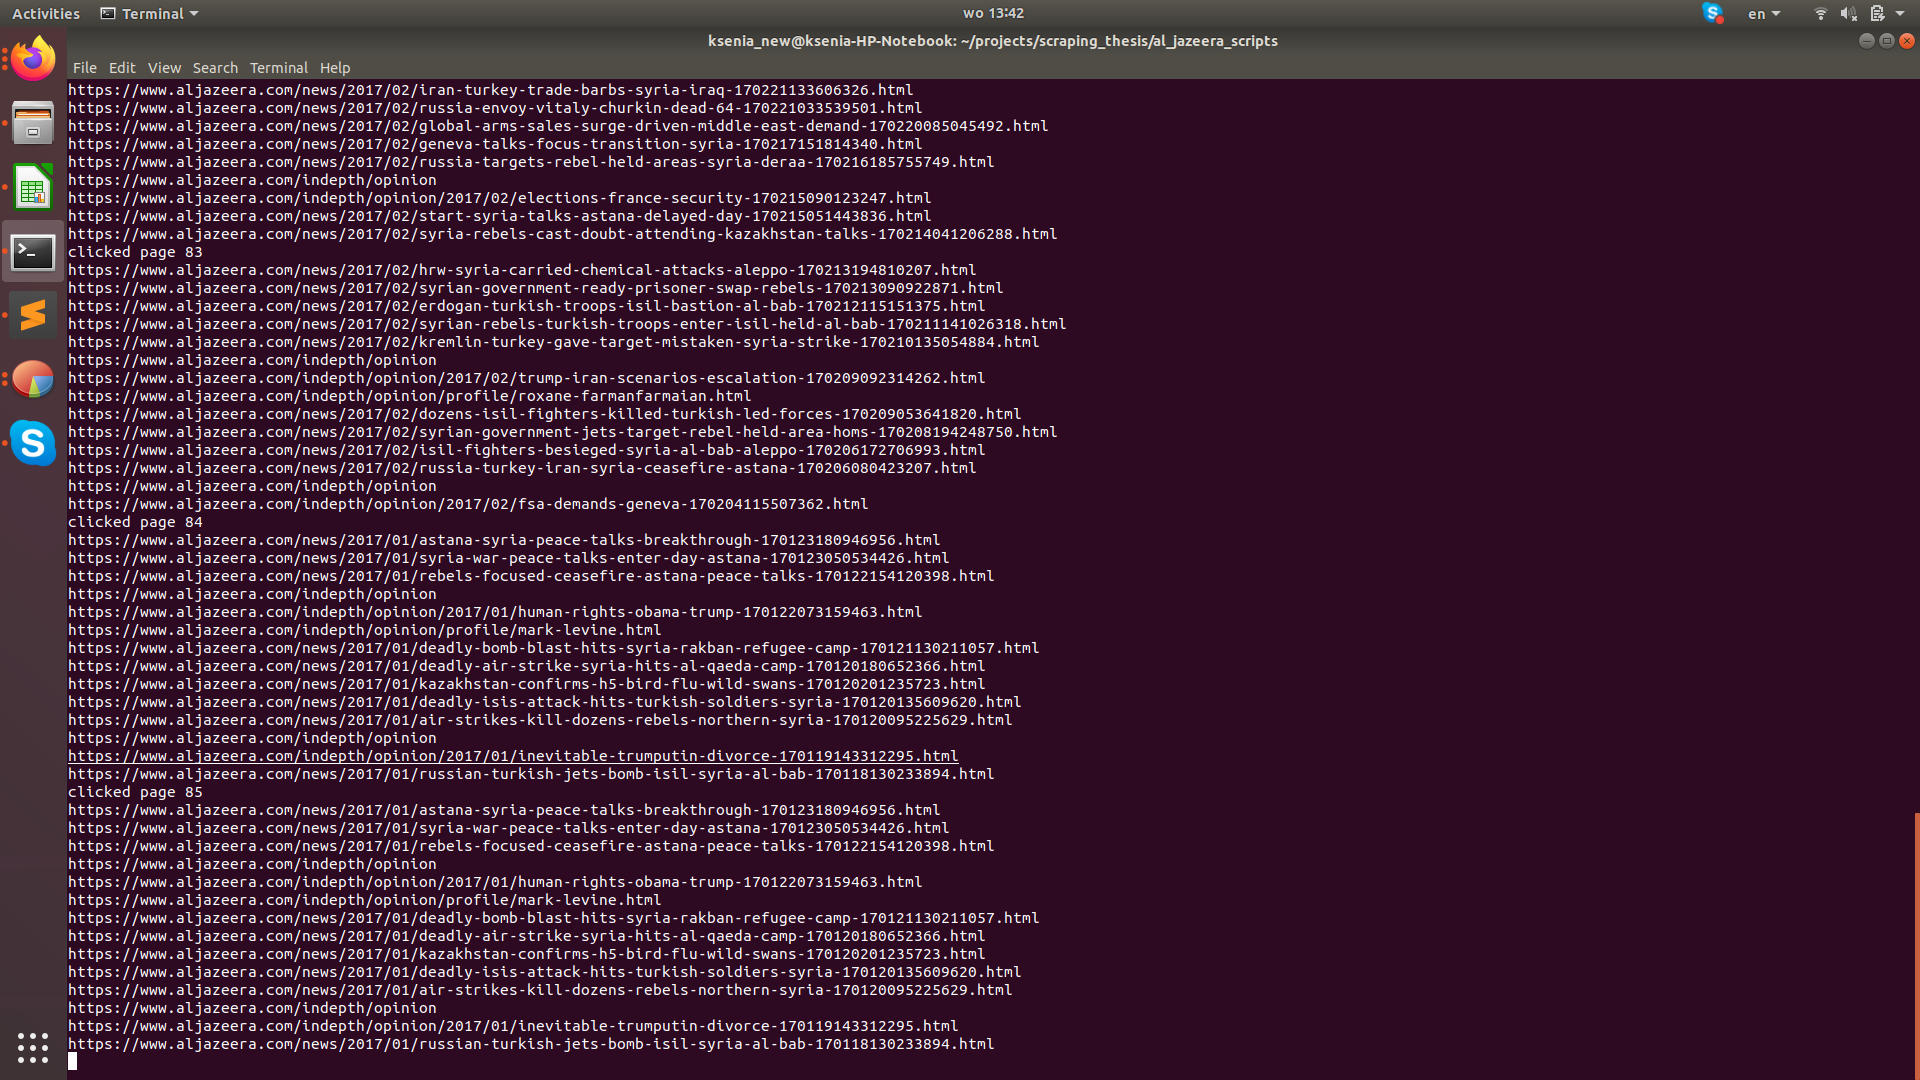 Activities Terminal wo 13:42 en
ksenia_new@ksenia-HP-Notebook: ~/projects/scraping_thesis/al_jazeera_scripts
File Edit View Search Terminal Help
https://www.aljazeera.com/news/2017/02/iran-turkey-trade-barbs-syria-iraq-170221133606326.html
https://www.aljazeera.com/news/2017/02/russia-envoy-vitaly-churkin-dead-64-170221033539501.html
https://www.aljazeera.com/news/2017/02/global-arms-sales-surge-driven-middle-east-demand-170220085045492.html
https://www.aljazeera.com/news/2017/02/geneva-talks-focus-transition-syria-170217151814340.html
https://www.aljazeera.com/news/2017/02/russia-targets-rebel-held-areas-syria-deraa-170216185755749.html
https://www.aljazeera.com/indepth/opinion
https://www.aljazeera.com/indepth/opinion/2017/02/elections-france-security-170215090123247.html
https://www.aljazeera.com/news/2017/02/start-syria-talks-astana-delayed-day-170215051443836.html
https://www.aljazeera.com/news/2017/02/syria-rebels-cast-doubt-attending-kazakhstan-talks-170214041206288.html
clicked page 83
https://www.aljazeera.com/news/2017/02/hrw-syria-carried-chemical-attacks-aleppo-170213194810207.html
https://www.aljazeera.com/news/2017/02/syrian-government-ready-prisoner-swap-rebels-170213090922871.html
https://www.aljazeera.com/news/2017/02/erdogan-turkish-troops-isil-bastion-al-bab-170212115151375.html
https://www.aljazeera.com/news/2017/02/syrian-rebels-turkish-troops-enter-isil-held-al-bab-170211141026318.html
https://www.aljazeera.com/news/2017/02/kremlin-turkey-gave-target-mistaken-syria-strike-170210135054884.html
https://www.aljazeera.com/indepth/opinion
https://www.aljazeera.com/indepth/opinion/2017/02/trump-iran-scenarios-escalation-170209092314262.html
https://www.aljazeera.com/indepth/opinion/profile/roxane-farmanfarmaian.html
https://www.aljazeera.com/news/2017/02/dozens-isil-fighters-killed-turkish-led-forces-170209053641820.html
https://www.aljazeera.com/news/2017/02/syrian-government-jets-target-rebel-held-area-homs-170208194248750.html
https://www.aljazeera.com/news/2017/02/isil-fighters-besieged-syria-al-bab-aleppo-170206172706993.html
https://www.aljazeera.com/news/2017/02/russia-turkey-iran-syria-ceasefire-astana-170206080423207.html
https://www.aljazeera.com/indepth/opinion
https://www.aljazeera.com/indepth/opinion/2017/02/fsa-demands-geneva-170204115507362.html
clicked page 84
https://www.aljazeera.com/news/2017/01/astana-syria-peace-talks-breakthrough-170123180946956.html
https://www.aljazeera.com/news/2017/01/syria-war-peace-talks-enter-day-astana-170123050534426.html
https://www.aljazeera.com/news/2017/01/rebels-focused-ceasefire-astana-peace-talks-170122154120398.html
https://www.aljazeera.com/indepth/opinion
https://www.aljazeera.com/indepth/opinion/2017/01/human-rights-obama-trump-170122073159463.html
https://www.aljazeera.com/indepth/opinion/profile/mark-levine.html
https://www.aljazeera.com/news/2017/01/deadly-bomb-blast-hits-syria-rakban-refugee-camp-170121130211057.html
https://www.aljazeera.com/news/2017/01/deadly-air-strike-syria-hits-al-qaeda-camp-170120180652366.html
https://www.aljazeera.com/news/2017/01/kazakhstan-confirms-h5-bird-flu-wild-swans-170120201235723.html
https://www.aljazeera.com/news/2017/01/deadly-isis-attack-hits-turkish-soldiers-syria-170120135609620.html
https://www.aljazeera.com/news/2017/01/air-strikes-kill-dozens-rebels-northern-syria-170120095225629.html
https://www.aljazeera.com/indepth/opinion
https://www.aljazeera.com/indepth/opinion/2017/01/inevitable-trumputin-divorce-170119143312295.html
https://www.aljazeera.com/news/2017/01/russian-turkish-jets-bomb-isil-syria-al-bab-170118130233894.html
clicked page 85
https://www.aljazeera.com/news/2017/01/astana-syria-peace-talks-breakthrough-170123180946956.html
https://www.aljazeera.com/news/2017/01/syria-war-peace-talks-enter-day-astana-170123050534426.html
https://www.aljazeera.com/news/2017/01/rebels-focused-ceasefire-astana-peace-talks-170122154120398.html
https://www.aljazeera.com/indepth/opinion
https://www.aljazeera.com/indepth/opinion/2017/01/human-rights-obama-trump-170122073159463.html
https://www.aljazeera.com/indepth/opinion/profile/mark-levine.html
https://www.aljazeera.com/news/2017/01/deadly-bomb-blast-hits-syria-rakban-refugee-camp-170121130211057.html
https://www.aljazeera.com/news/2017/01/deadly-air-strike-syria-hits-al-qaeda-camp-170120180652366.html
https://www.aljazeera.com/news/2017/01/kazakhstan-confirms-h5-bird-flu-wild-swans-170120201235723.html
https://www.aljazeera.com/news/2017/01/deadly-isis-attack-hits-turkish-soldiers-syria-170120135609620.html
https://www.aljazeera.com/news/2017/01/air-strikes-kill-dozens-rebels-northern-syria-170120095225629.html
https://www.aljazeera.com/indepth/opinion
https://www.aljazeera.com/indepth/opinion/2017/01/inevitable-trumputin-divorce-170119143312295.html
https://www.aljazeera.com/news/2017/01/russian-turkish-jets-bomb-isil-syria-al-bab-170118130233894.html